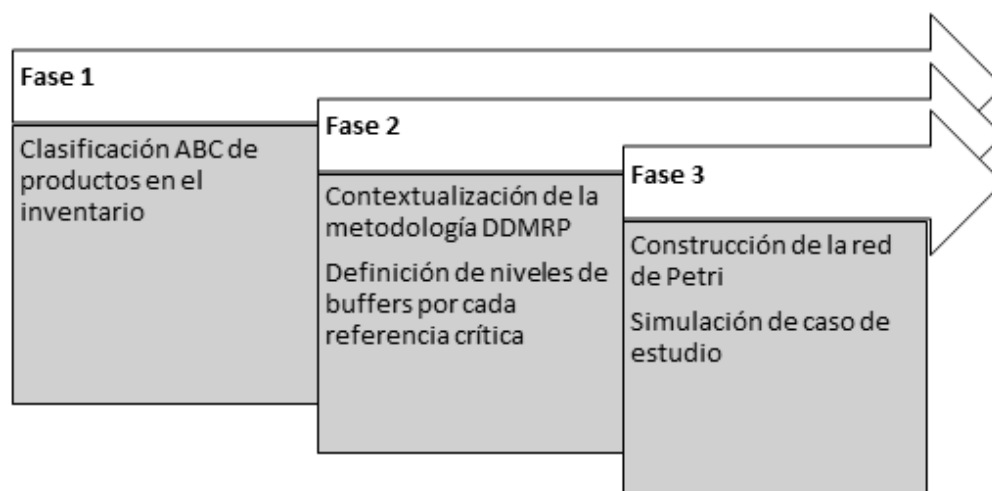 Fase 1
Clasificación ABC de
productos en el
inventario
Fase 2
Contextualización de la
metodología DDMRP
Definición de niveles de
buffers por cada
referencia crítica
Fase 3
Construcción de la red
de Petri
Simulación de caso de
estudio